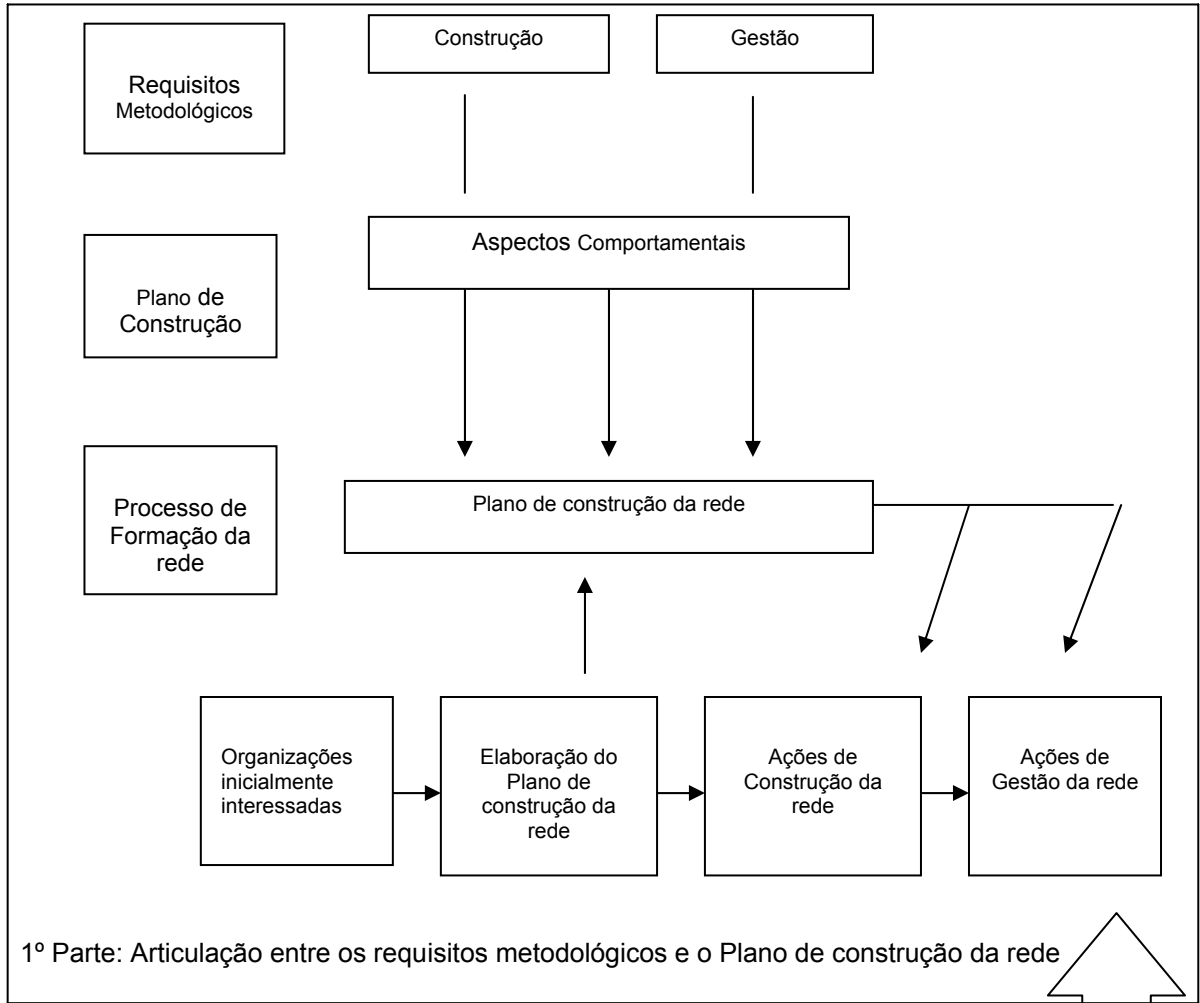 Construção
Gestão
Requisitos
Metodológicos
Aspectos Comportamentais
Plano de
Construção
Plano de construção da rede
Processo de
Formação da
rede
Organizações
inicialmente
interessadas
Elaboração do
Plano de
construção da
rede
Ações de
Construção da
rede
Ações de
Gestão da rede
1º Parte: Articulação entre os requisitos metodológicos e o Plano de construção da rede